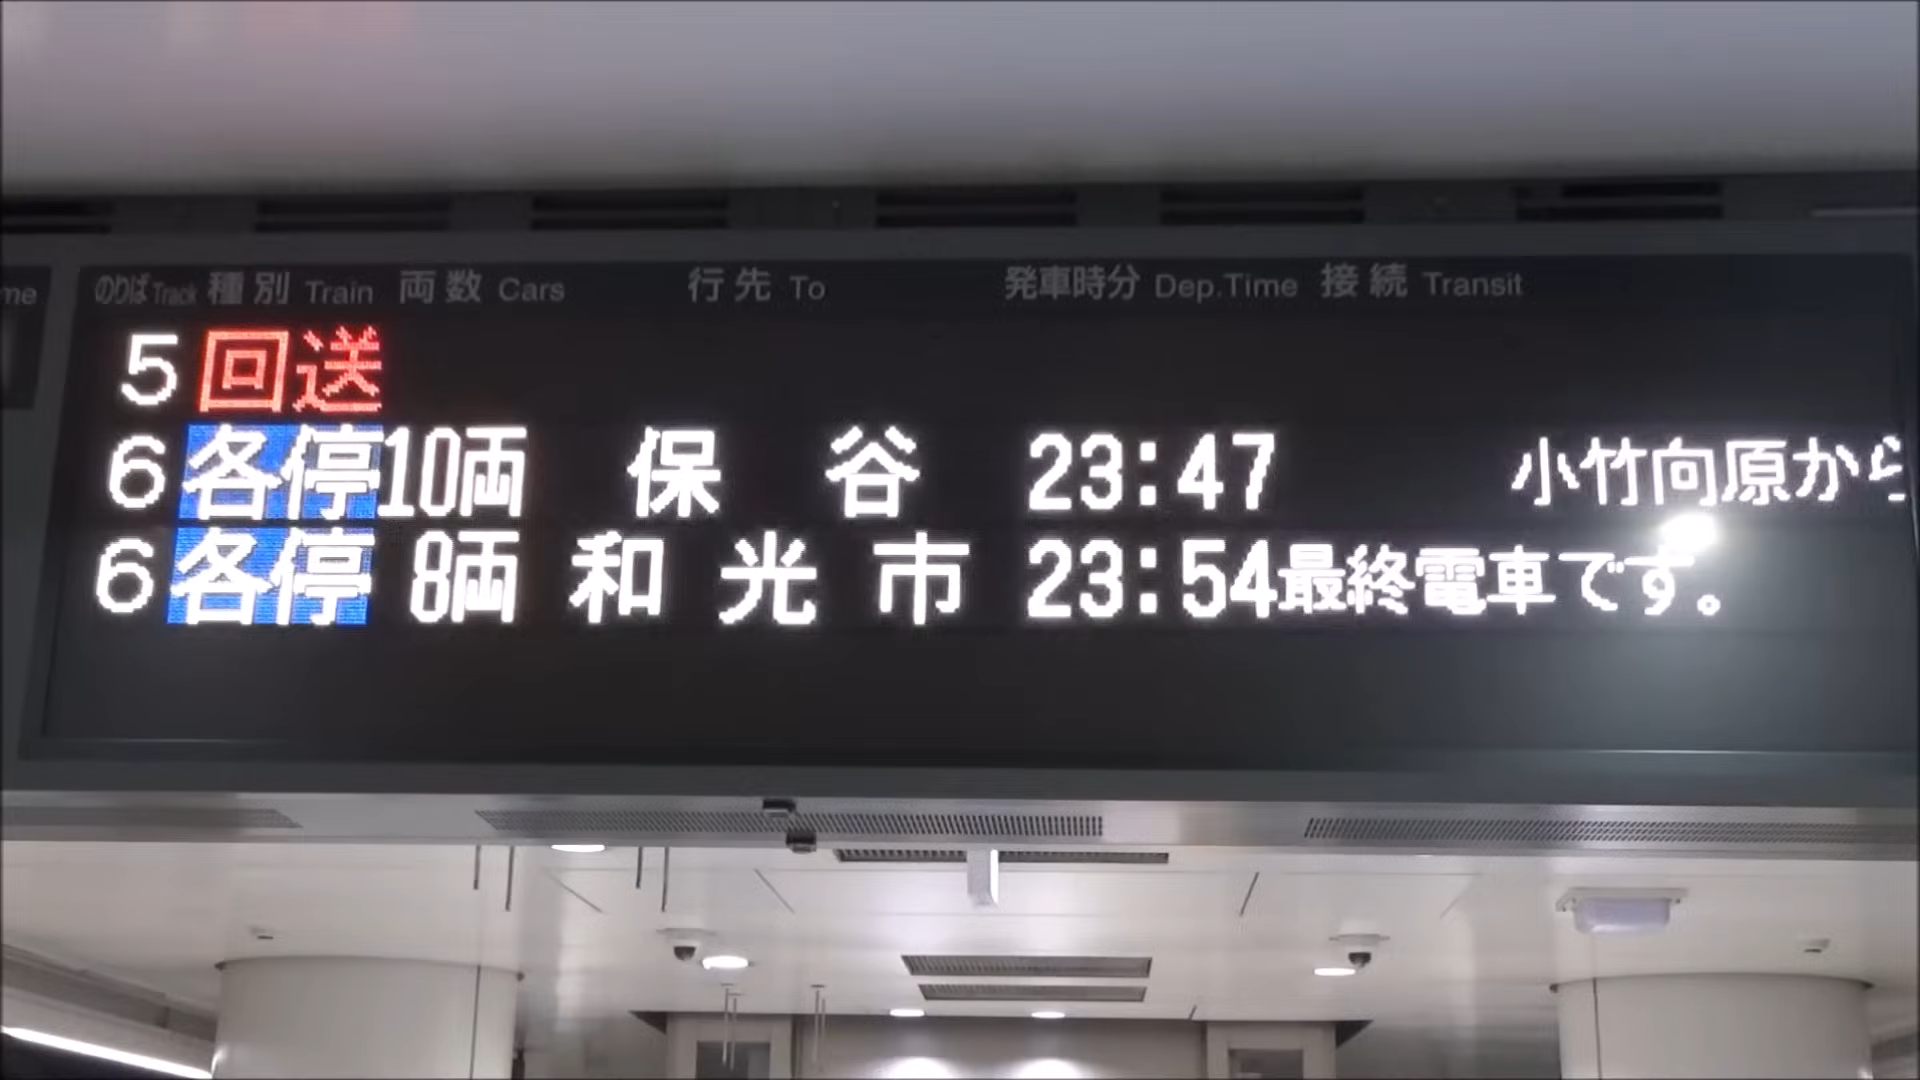 me
のりば Track 種別 Train 両数 Cars 行先 To 発車時分 Dep.Time 接続 Transit
5 回送
6 各停 10両 保谷 23:47 小竹向原から
6 各停 8両 和光市 23:54 最終電車です。